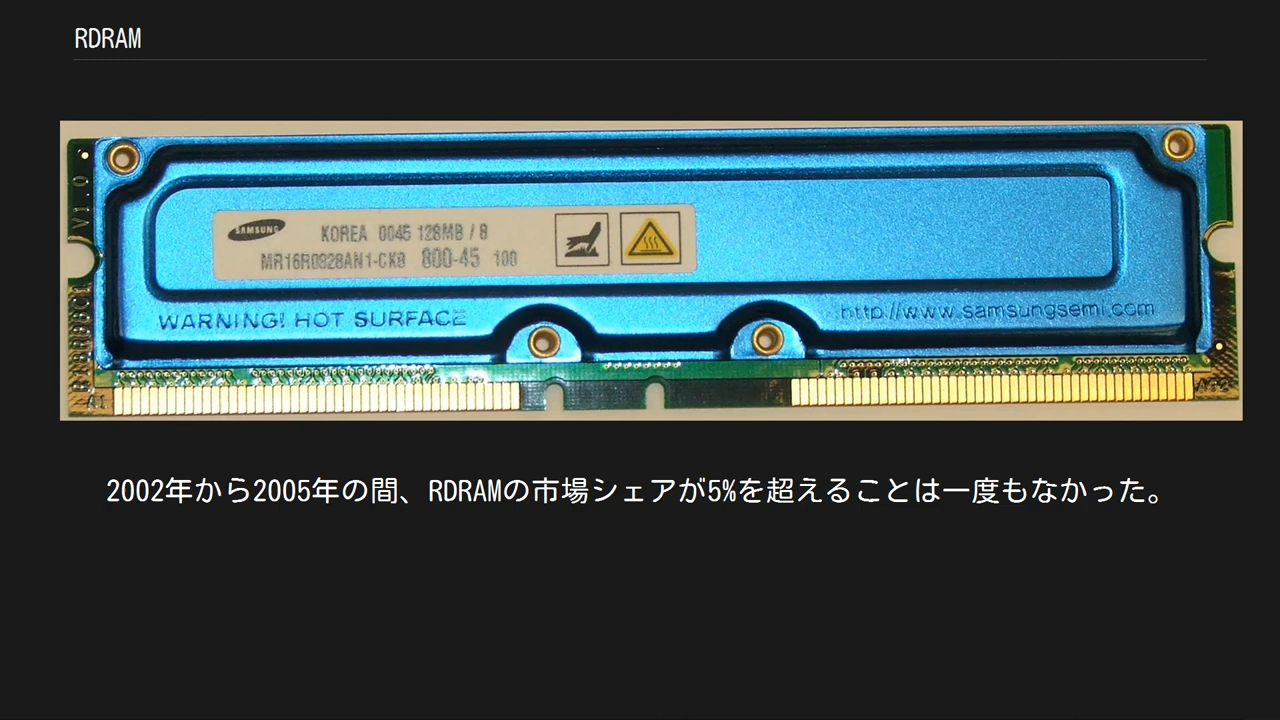 RDRAM
V1.0
SAMSUNG
KOREA 0045 128MB / 8
MR16R0828AN1-CK8 800-45 100
WARNING! HOT SURFACE
http://www.samsungsemi.com
A1
2002年から2005年の間、RDRAMの市場シェアが5%を超えることは一度もなかった。